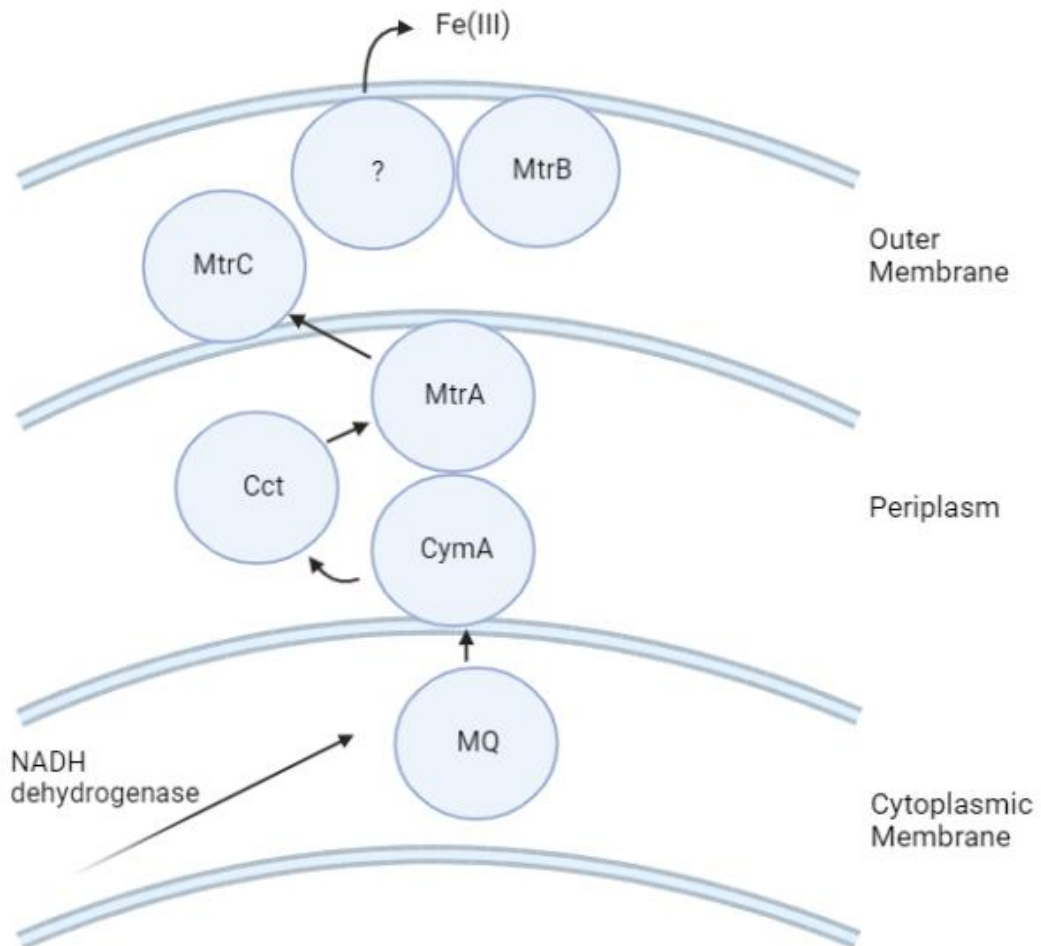 Fe(III)
?
MtrB
MtrC
Outer
Membrane
MtrA
Cct
Periplasm
CymA
MQ
NADH
dehydrogenase
Cytoplasmic
Membrane